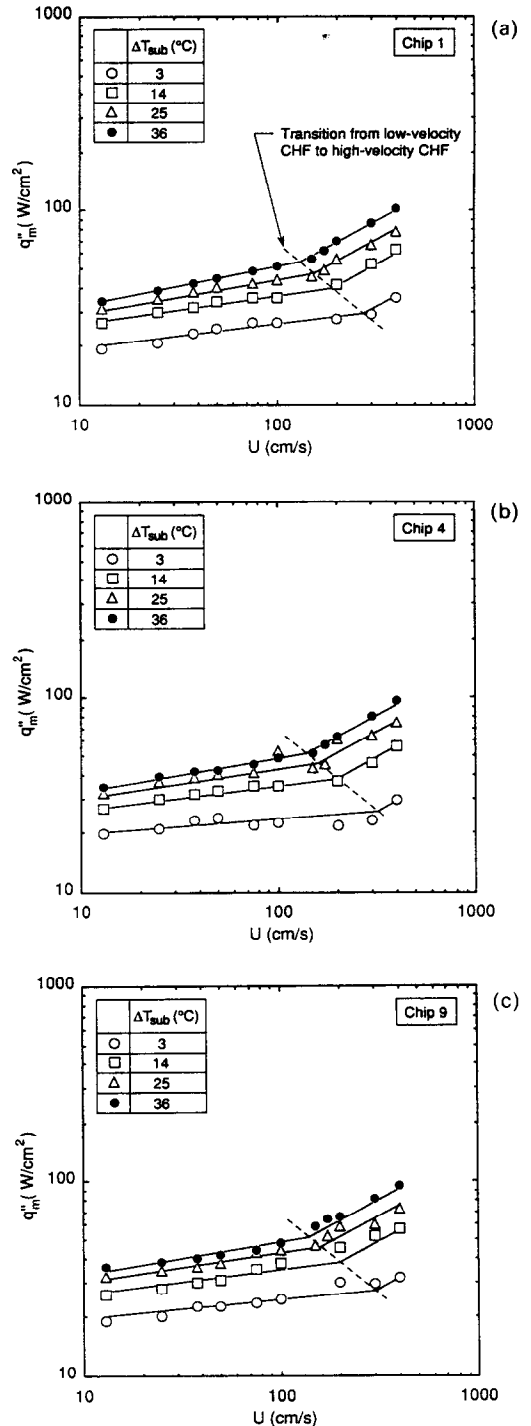 (a)
1000
ΔTsub (°C)
3
14
25
36
Chip 1
Transition from low-velocity
CHF to high-velocity CHF
q"m ( W/cm²)
100
10
10
100
1000
U (cm/s)
(b)
1000
ΔTsub (°C)
3
14
25
36
Chip 4
q"m ( W/cm²)
100
10
10
100
1000
U (cm/s)
(c)
1000
ΔTsub (°C)
3
14
25
36
Chip 9
q"m ( W/cm²)
100
10
10
100
1000
U (cm/s)